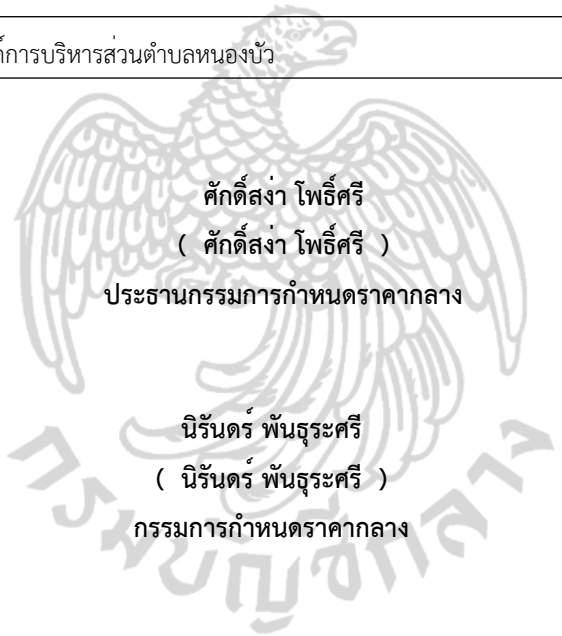 การบริหารส่วนตำบลหนองบัว
ศักดิ์สง่า โพธิ์ศรี
( ศักดิ์สง่า โพธิ์ศรี )
ประธานกรรมการกำหนดราคากลาง
นิรันดร์ พันธุระศรี
( นิรันดร์ พันธุระศรี )
กรรมการกำหนดราคากลาง
กรมบัญชีกลาง